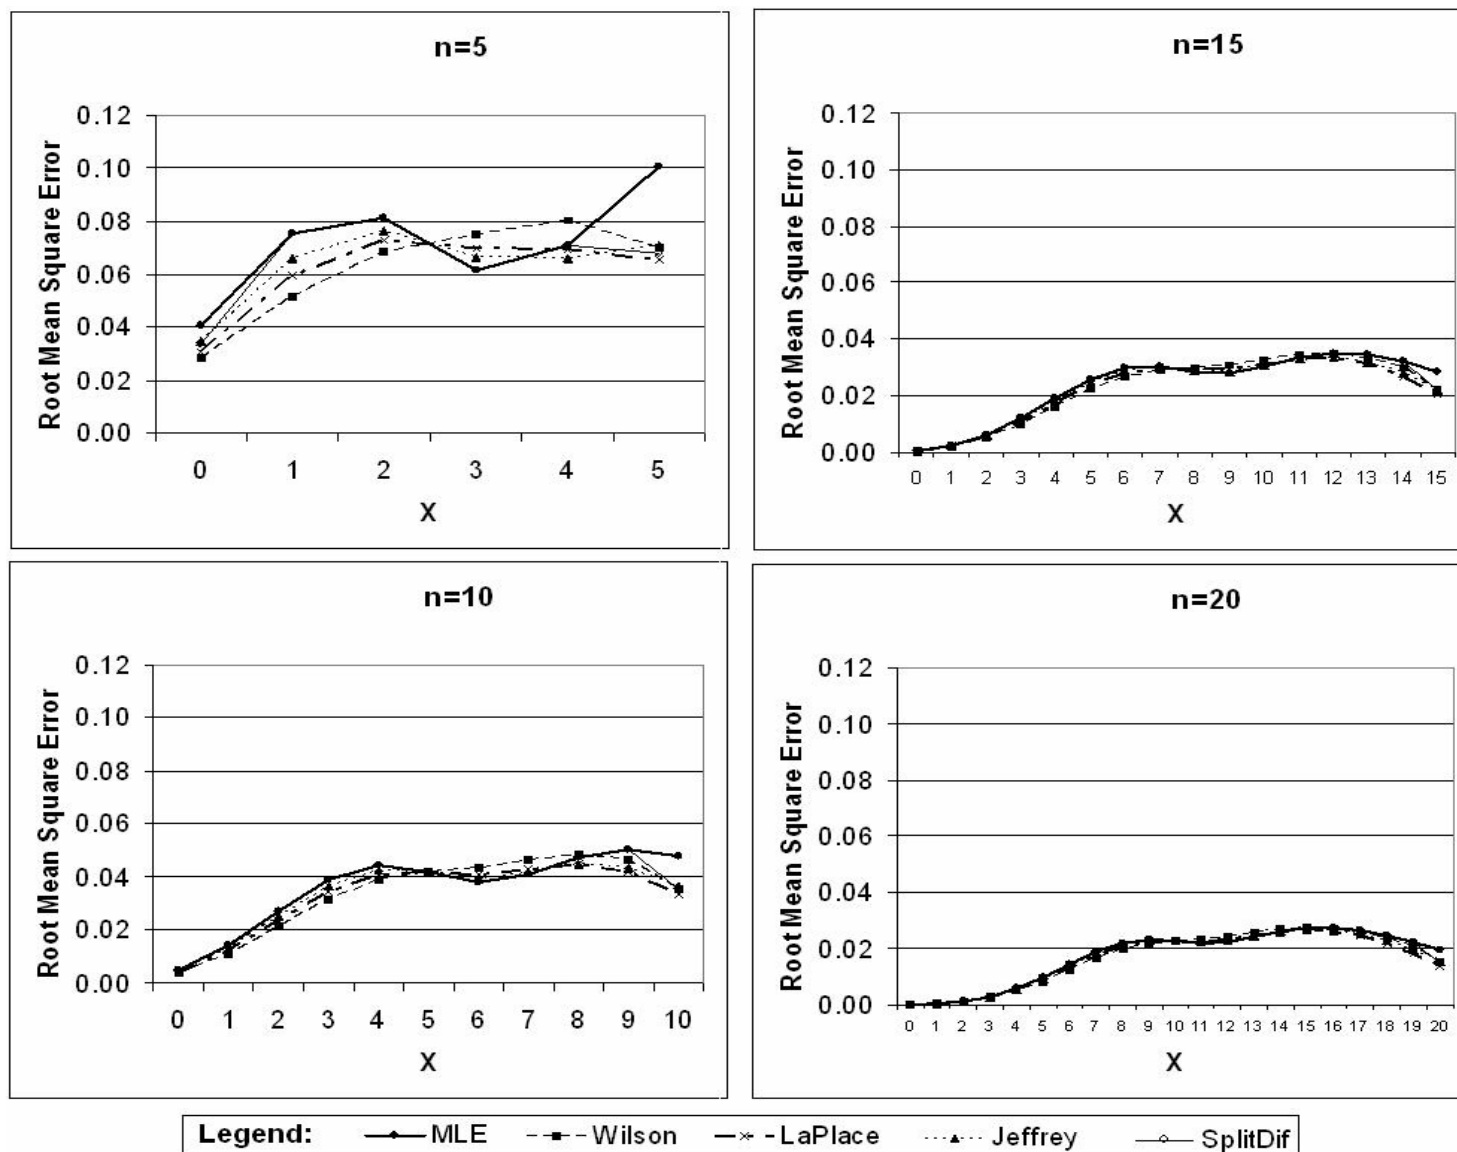 n=5
Root Mean Square Error
0.12
0.10
0.08
0.06
0.04
0.02
0.00
0 1 2 3 4 5
X
n=15
Root Mean Square Error
0.12
0.10
0.08
0.06
0.04
0.02
0.00
0 1 2 3 4 5 6 7 8 9 10 11 12 13 14 15
X
n=10
Root Mean Square Error
0.12
0.10
0.08
0.06
0.04
0.02
0.00
0 1 2 3 4 5 6 7 8 9 10
X
n=20
Root Mean Square Error
0.12
0.10
0.08
0.06
0.04
0.02
0.00
0 1 2 3 4 5 6 7 8 9 10 11 12 13 14 15 16 17 18 19 20
X
Legend: MLE Wilson LaPlace Jeffrey SplitDif